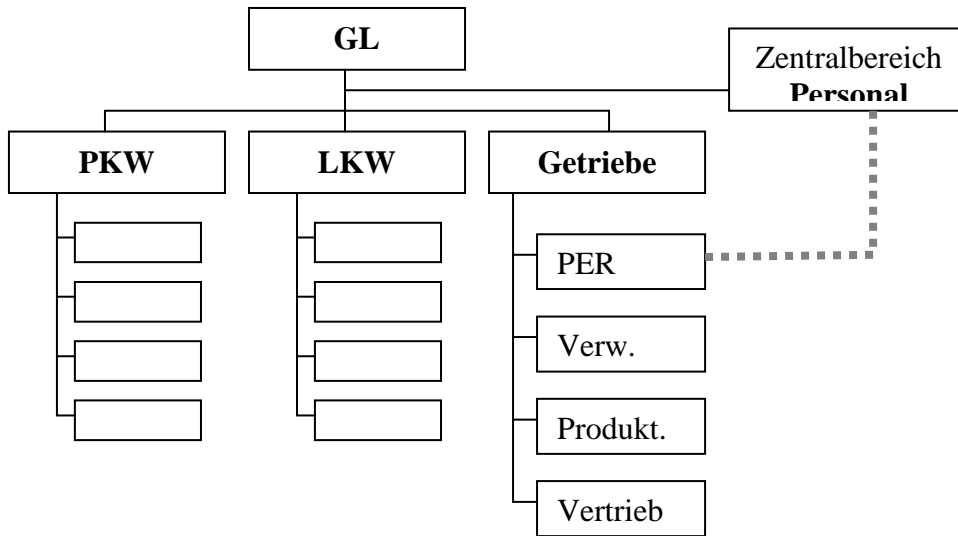 GL
Zentralbereich
Personal
PKW
LKW
Getriebe
PER
Verw.
Produkt.
Vertrieb